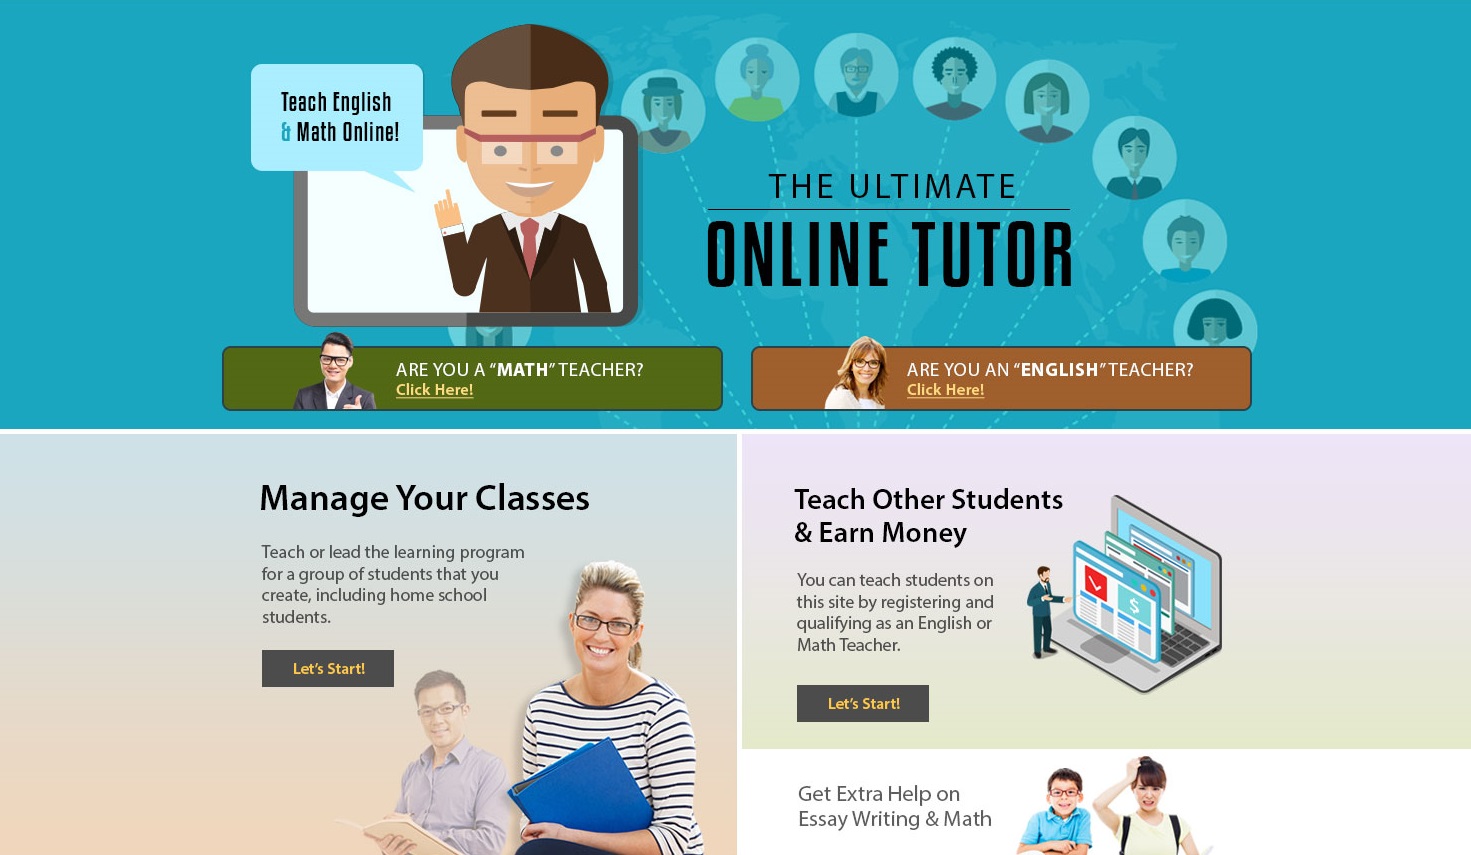 Teach English
& Math Online!
THE ULTIMATE
ONLINE TUTOR
ARE YOU A “MATH” TEACHER?
Click Here!
ARE YOU AN “ENGLISH” TEACHER?
Click Here!
Manage Your Classes
Teach or lead the learning program
for a group of students that you
create, including home school
students.
Let’s Start!
Teach Other Students
& Earn Money
You can teach students on
this site by registering and
qualifying as an English or
Math Teacher.
Let’s Start!
$
Get Extra Help on
Essay Writing & Math